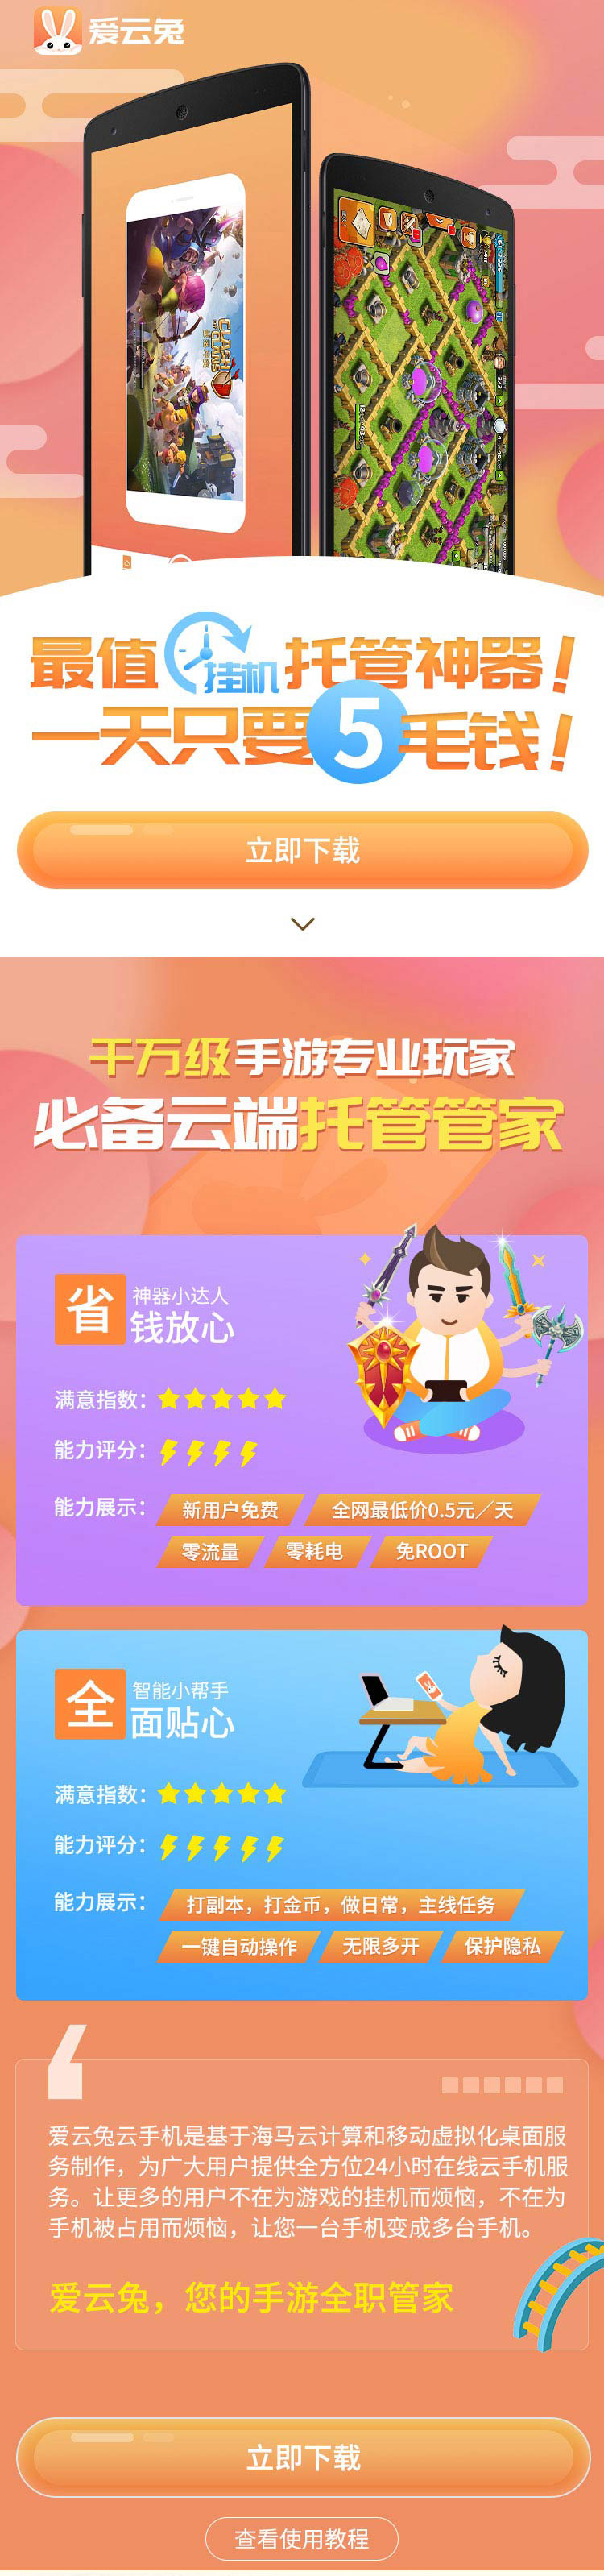 爱云兔
CLASH
OF
CLANS
最值挂机托管神器！
一天只要5毛钱！
立即下载
千万级手游专业玩家
必备云端托管管家
省
神器小达人
钱放心
满意指数：
能力评分：
能力展示：
新用户免费
全网最低价0.5元／天
零流量
零耗电
免ROOT
全
智能小帮手
面贴心
满意指数：
能力评分：
能力展示：
打副本，打金币，做日常，主线任务
一键自动操作
无限多开
保护隐私
爱云兔云手机是基于海马云计算和移动虚拟化桌面服
务制作，为广大用户提供全方位24小时在线云手机服
务。让更多的用户不在为游戏的挂机而烦恼，不在为
手机被占用而烦恼，让您一台手机变成多台手机。
爱云兔，您的手游全职管家
立即下载
查看使用教程